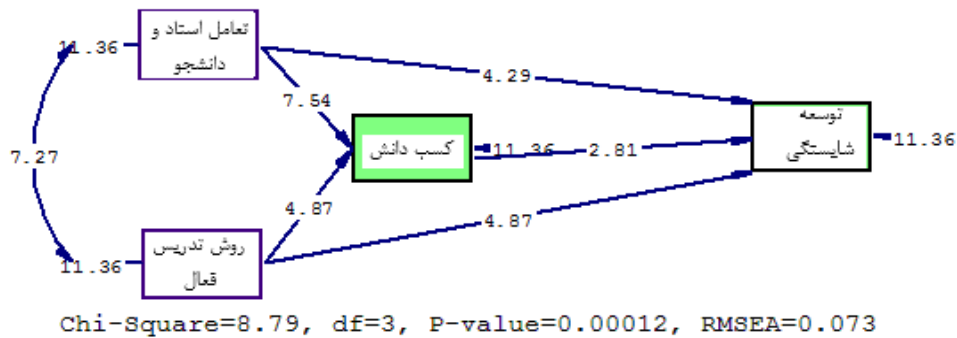 تعامل استاد و
دانشجو
11.36
4.29
7.54
توسعه
شایستگی
11.36
کسب دانش
11.36
2.81
7.27
4.87
4.87
روش تدریس
فعال
11.36
Chi-Square=8.79, df=3, P-value=0.00012, RMSEA=0.073